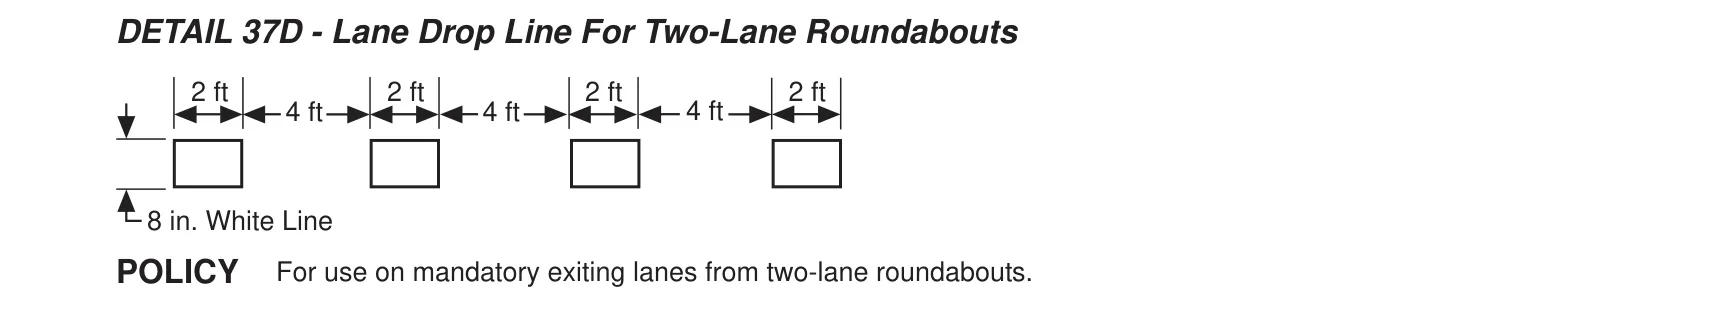 DETAIL 37D - Lane Drop Line For Two-Lane Roundabouts
2 ft 4 ft 2 ft 4 ft 2 ft 4 ft 2 ft
8 in. White Line
POLICY For use on mandatory exiting lanes from two-lane roundabouts.